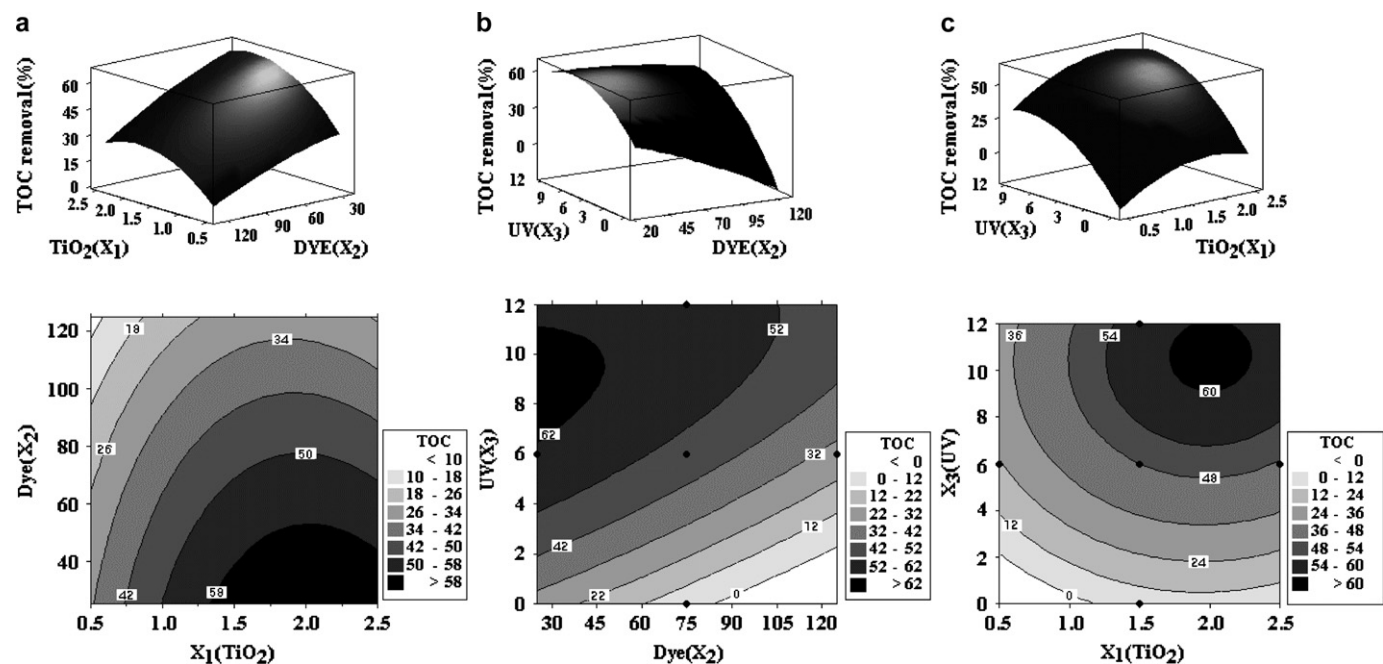 a
TOC removal(%)
60
45
30
15
0
2.5
2.0
1.5
1.0
0.5
TiO2(X1)
120
90
60
30
DYE(X2)
b
TOC removal(%)
60
30
0
12
9
6
3
0
UV(X3)
20
45
70
95
120
DYE(X2)
c
TOC removal(%)
50
25
0
12
9
6
3
0
UV(X3)
0.5
1.0
1.5
2.0
2.5
TiO2(X1)
Dye(X2)
120
100
80
60
40
18
34
26
50
42
58
0.5 1.0 1.5 2.0 2.5
X1(TiO2)
TOC
< 10
10 - 18
18 - 26
26 - 34
34 - 42
42 - 50
50 - 58
> 58
UV(X3)
12
10
8
6
4
2
0
52
62
32
42
12
22
0
30 45 60 75 90 105 120
Dye(X2)
TOC
< 0
0 - 12
12 - 22
22 - 32
32 - 42
42 - 52
52 - 62
> 62
X3(UV)
12
10
8
6
4
2
0
36
54
60
48
12
24
0
0.5 1.0 1.5 2.0 2.5
X1(TiO2)
TOC
< 0
0 - 12
12 - 24
24 - 36
36 - 48
48 - 54
54 - 60
> 60